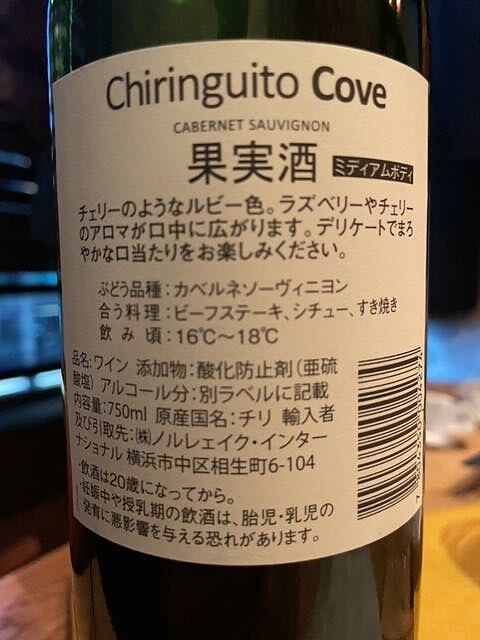 Chiringuito Cove
CABERNET SAUVIGNON
果実酒 ミディアムボディ
チェリーのようなルビー色。ラズベリーやチェリー
のアロマが口中に広がります。デリケートでまろ
やかな口当たりをお楽しみください。
ぶどう品種：カベルネソーヴィニヨン
合う料理：ビーフステーキ、シチュー、すき焼き
飲み頃：16℃～18℃
品名：ワイン 添加物：酸化防止剤（亜硫
酸塩）アルコール分：別ラベルに記載
内容量：750ml 原産国名：チリ 輸入者
及び引取先：㈱ノルレェイク・インター
ナショナル 横浜市中区相生町6-104
・飲酒は20歳になってから。
・妊娠中や授乳期の飲酒は、胎児・乳児の
発育に悪影響を与える恐れがあります。